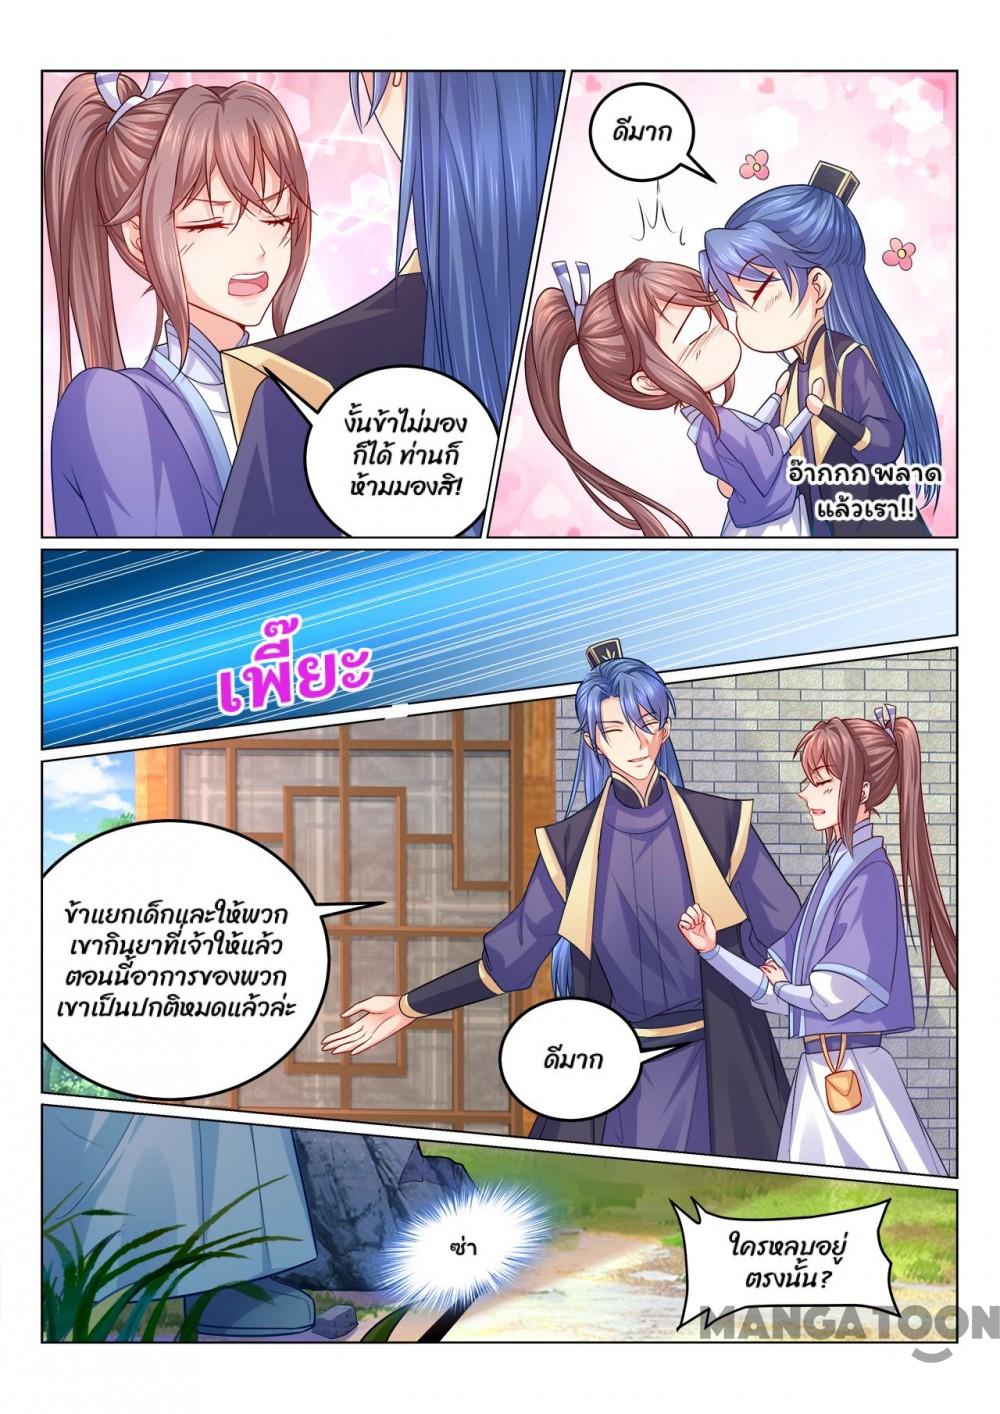 งั้นข้าไม่มอง
ก็ได้ ท่านก็
ห้ามมองสิ!
ดีมาก
อ๊ากกก พลาด
แล้วเรา!!
เพี๊ยะ
ข้าแยกเด็กและให้พวก
เขากินยาที่เจ้าให้แล้ว
ตอนนี้อาการของพวก
เขาเป็นปกติหมดแล้วล่ะ
ดีมาก
ซ่า
ใครหลบอยู่
ตรงนั้น?
MANGATOON